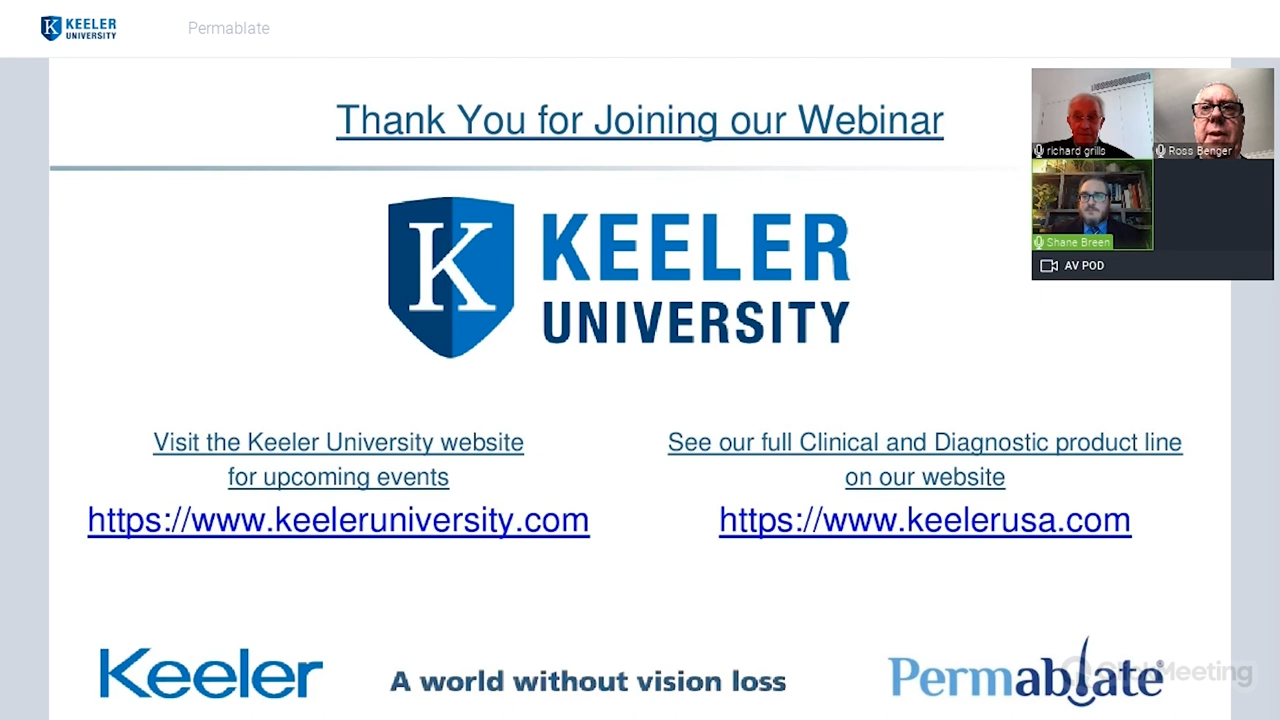 KEELER
UNIVERSITY
Permablate
Thank You for Joining our Webinar
richard grills
Ross Benger
Shane Breen
AV POD
K
KEELER
UNIVERSITY
Visit the Keeler University website
for upcoming events
https://www.keeleruniversity.com
See our full Clinical and Diagnostic product line
on our website
https://www.keelerusa.com
Keeler
A world without vision loss
Permablate®
ClickMeeting